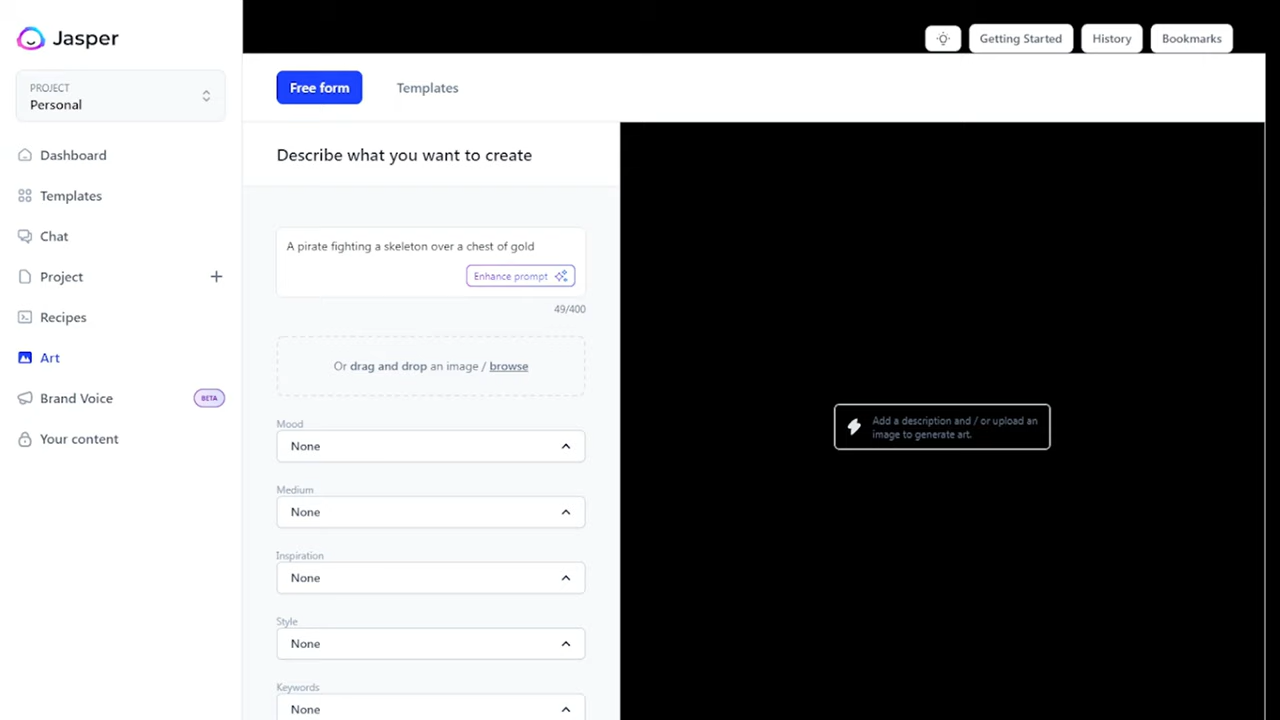 Jasper
Getting Started
History
Bookmarks
PROJECT
Personal
Free form
Templates
Dashboard
Templates
Chat
Project
Recipes
Art
Brand Voice
BETA
Your content
Describe what you want to create
A pirate fighting a skeleton over a chest of gold
Enhance prompt
49/400
Or drag and drop an image / browse
Mood
None
Medium
None
Inspiration
None
Style
None
Keywords
None
Add a description and / or upload an
image to generate art.